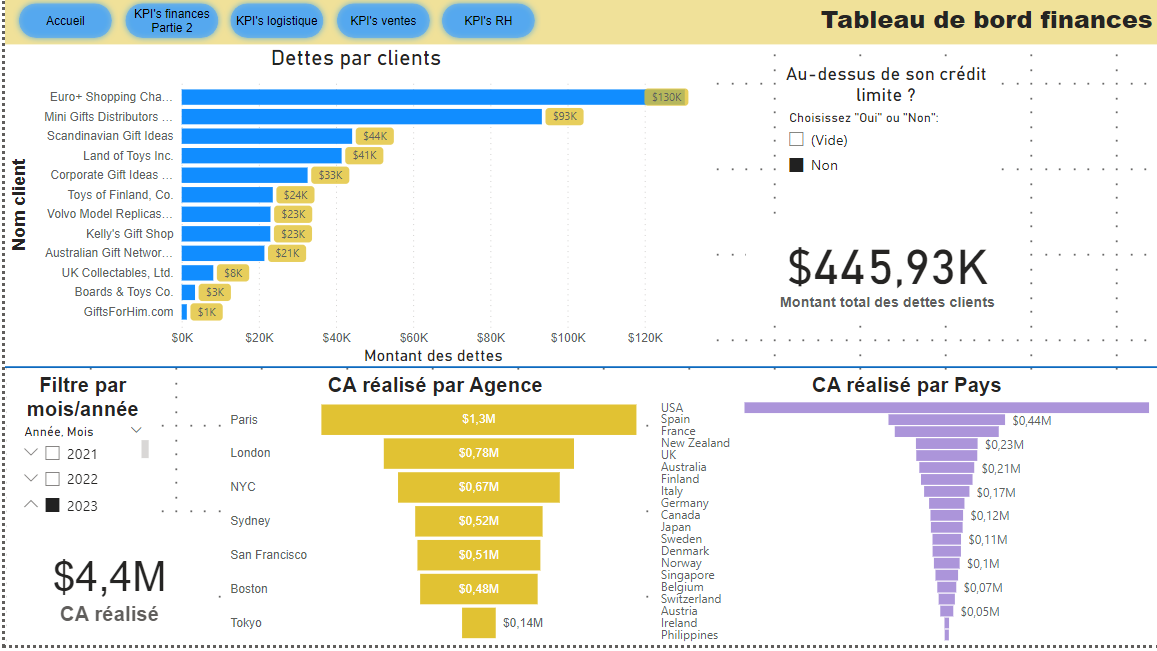 Accueil
KPI's finances
Partie 2
KPI's logistique
KPI's ventes
KPI's RH
Tableau de bord finances
Dettes par clients
Nom client
Euro+ Shopping Cha... $130K
Mini Gifts Distributors ... $93K
Scandinavian Gift Ideas $44K
Land of Toys Inc. $41K
Corporate Gift Ideas ... $33K
Toys of Finland, Co. $24K
Volvo Model Replicas... $23K
Kelly's Gift Shop $23K
Australian Gift Networ... $21K
UK Collectables, Ltd. $8K
Boards & Toys Co. $3K
GiftsForHim.com $1K
$0K $20K $40K $60K $80K $100K $120K
Montant des dettes
Au-dessus de son crédit
limite ?
Choisissez "Oui" ou "Non":
(Vide)
Non
$445,93K
Montant total des dettes clients
Filtre par
mois/année
Année, Mois
2021
2022
2023
$4,4M
CA réalisé
CA réalisé par Agence
Paris $1,3M
London $0,78M
NYC $0,67M
Sydney $0,52M
San Francisco $0,51M
Boston $0,48M
Tokyo $0,14M
CA réalisé par Pays
USA
Spain $0,44M
France
New Zealand $0,23M
UK
Australia $0,21M
Finland
Italy $0,17M
Germany
Canada $0,12M
Japan
Sweden $0,11M
Denmark
Norway $0,1M
Singapore
Belgium $0,07M
Switzerland
Austria $0,05M
Ireland
Philippines